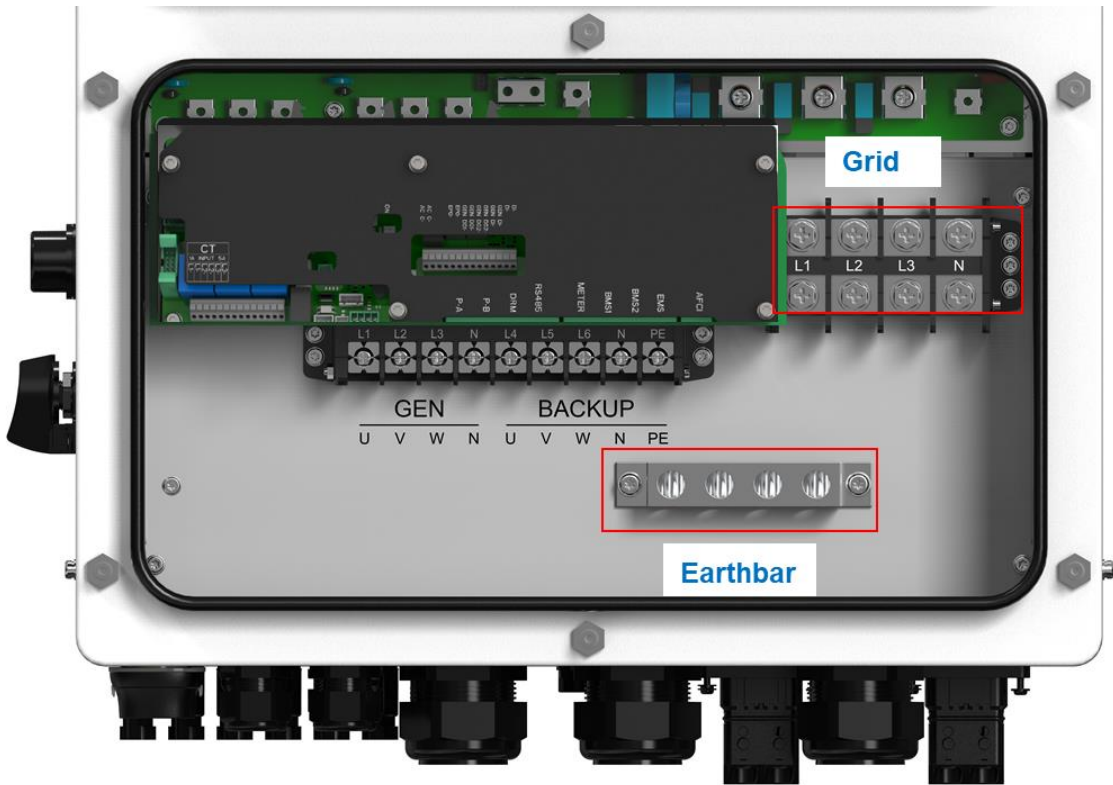 Grid
CT
ON
P-A
P-B
DRM
RS485
METER
BMS1
BMS2
EMS
AFCI
L1 L2 L3 N
L1 L2 L3 N L4 L5 L6 N PE
GEN BACKUP
U V W N U V W N PE
Earthbar